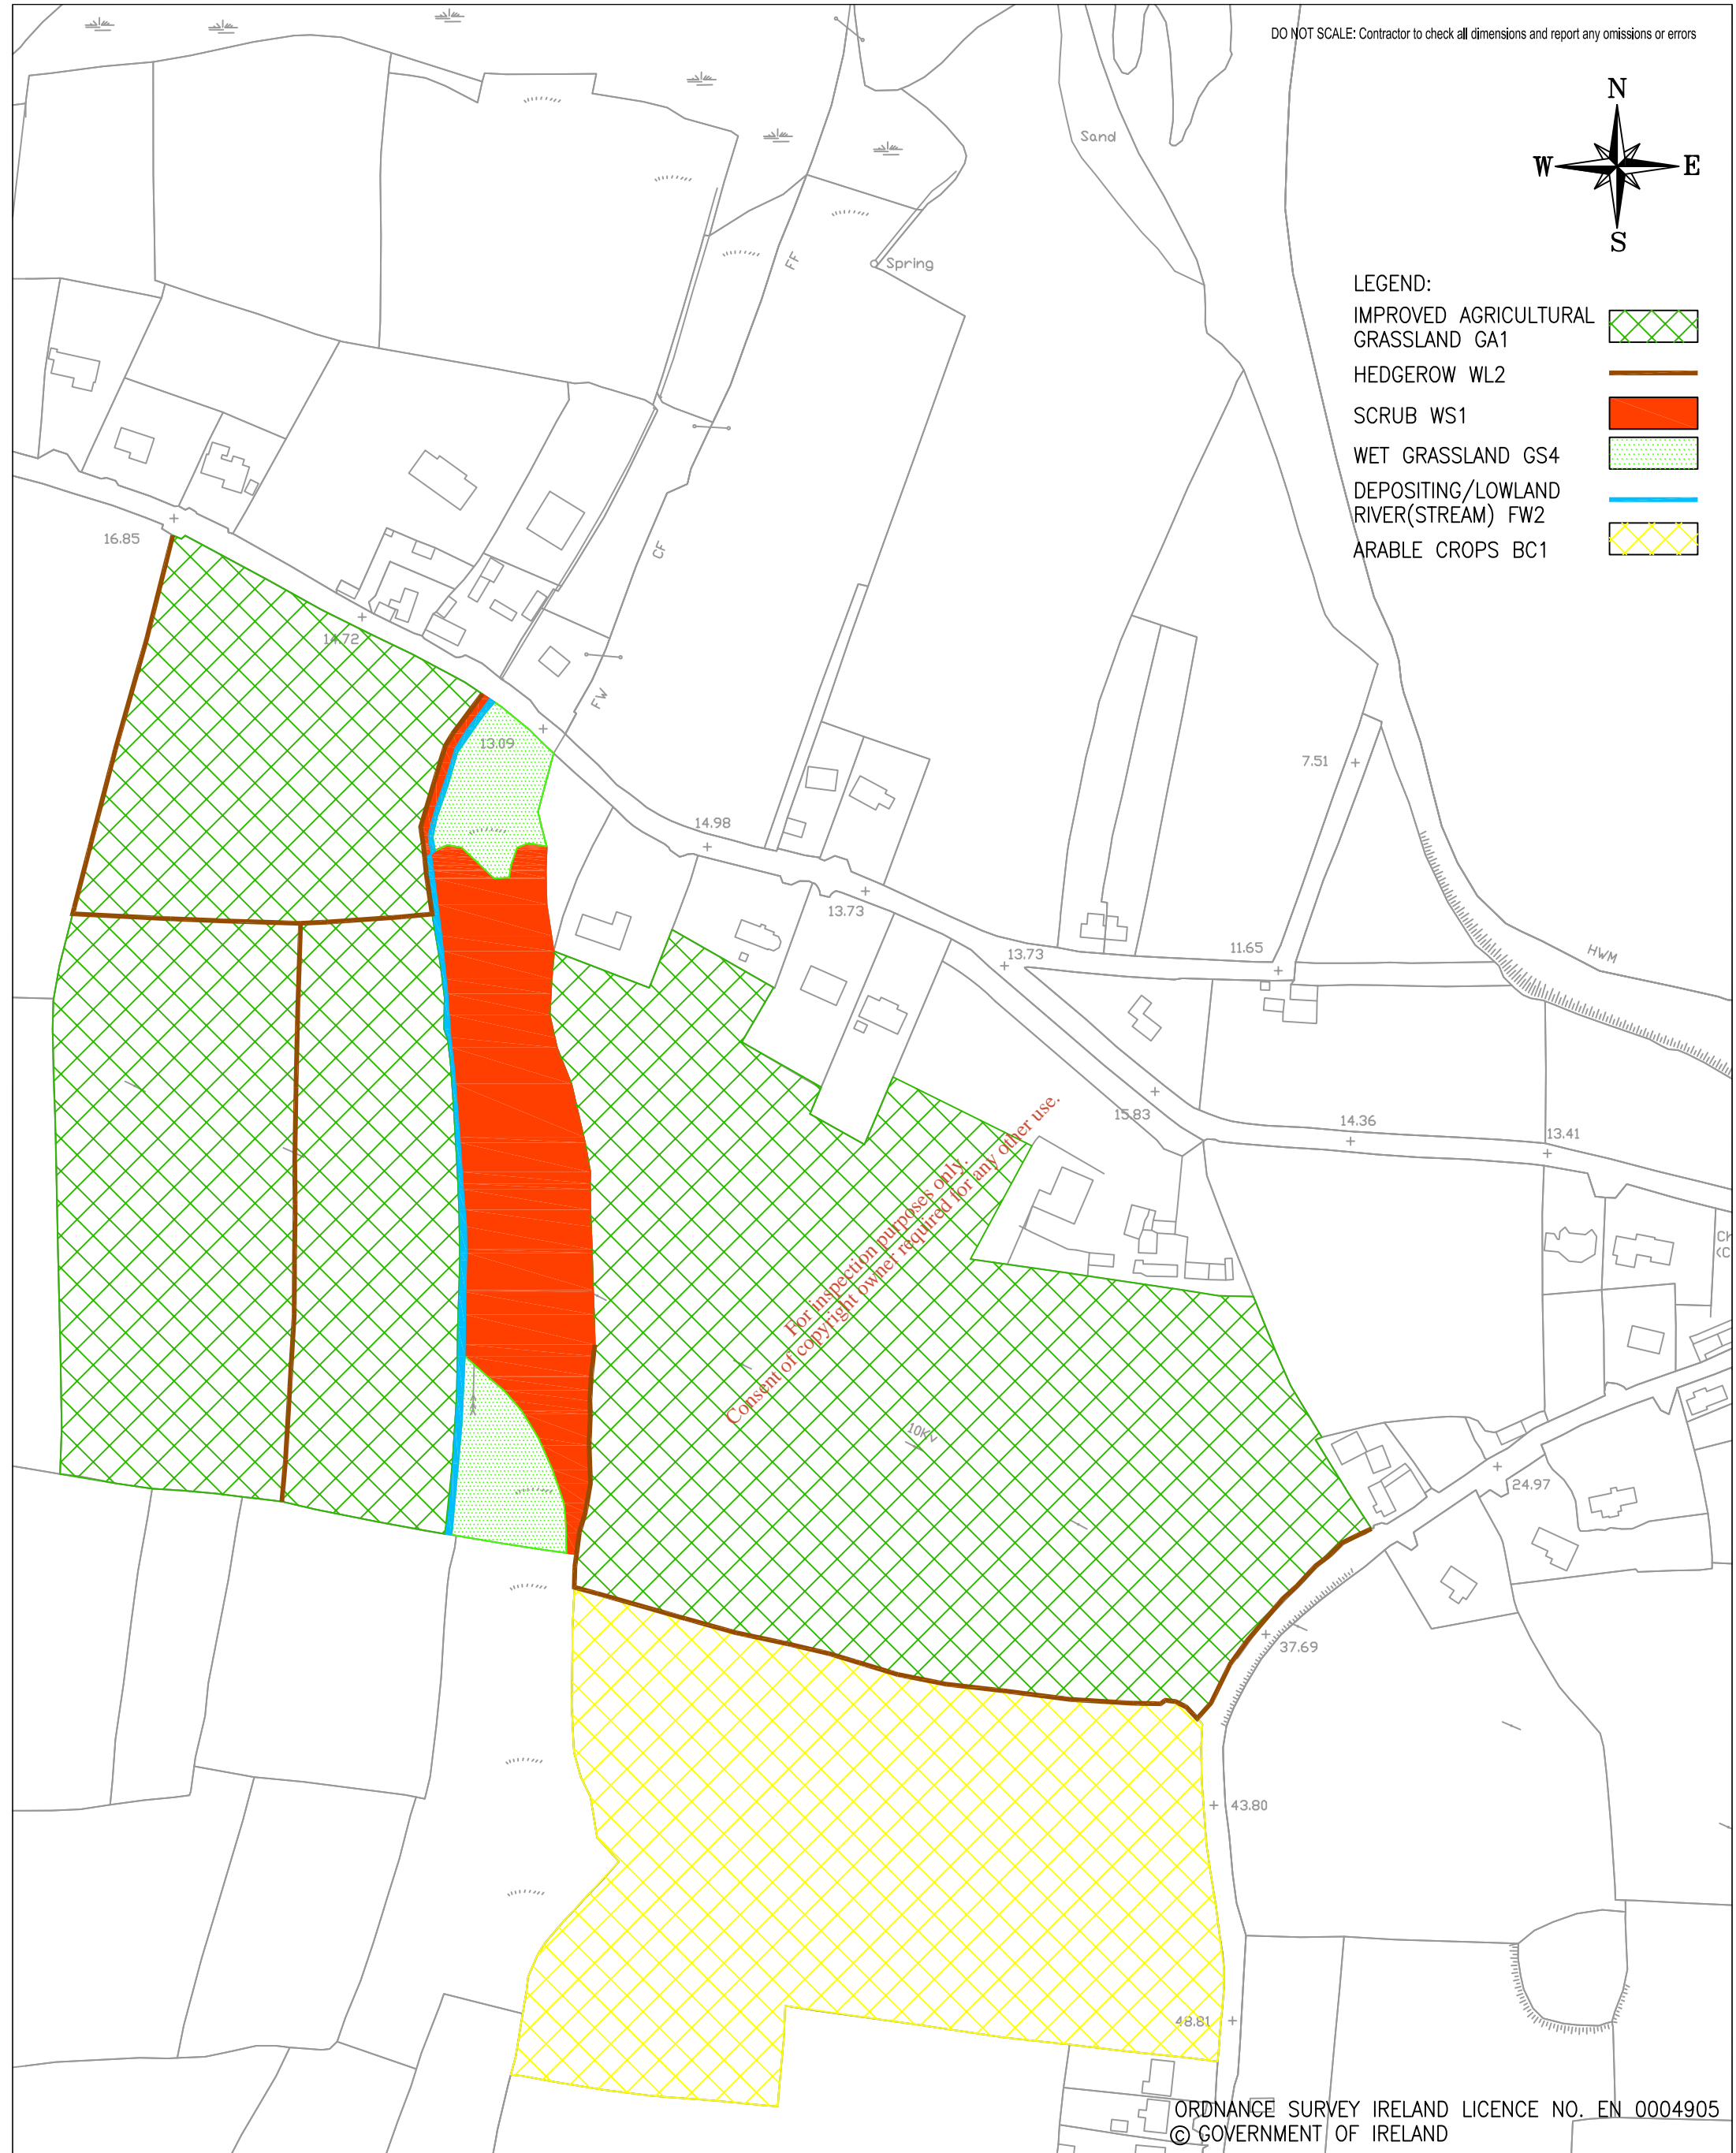 DO NOT SCALE: Contractor to check all dimensions and report any omissions or errors
N
W
E
S
Sand
Spring
FF
LEGEND:
IMPROVED AGRICULTURAL
GRASSLAND GA1
HEDGEROW WL2
SCRUB WS1
WET GRASSLAND GS4
DEPOSITING/LOWLAND
RIVER(STREAM) FW2
ARABLE CROPS BC1
16.85
CF
14.72
FW
13.09
7.51
14.98
13.73
13.73
11.65
HWM
15.83
14.36
13.41
For inspection purposes only.
Consent of copyright owner required for any other use.
10KV
24.97
37.69
43.80
48.81
ORDNANCE SURVEY IRELAND LICENCE NO. EN 0004905
© GOVERNMENT OF IRELAND